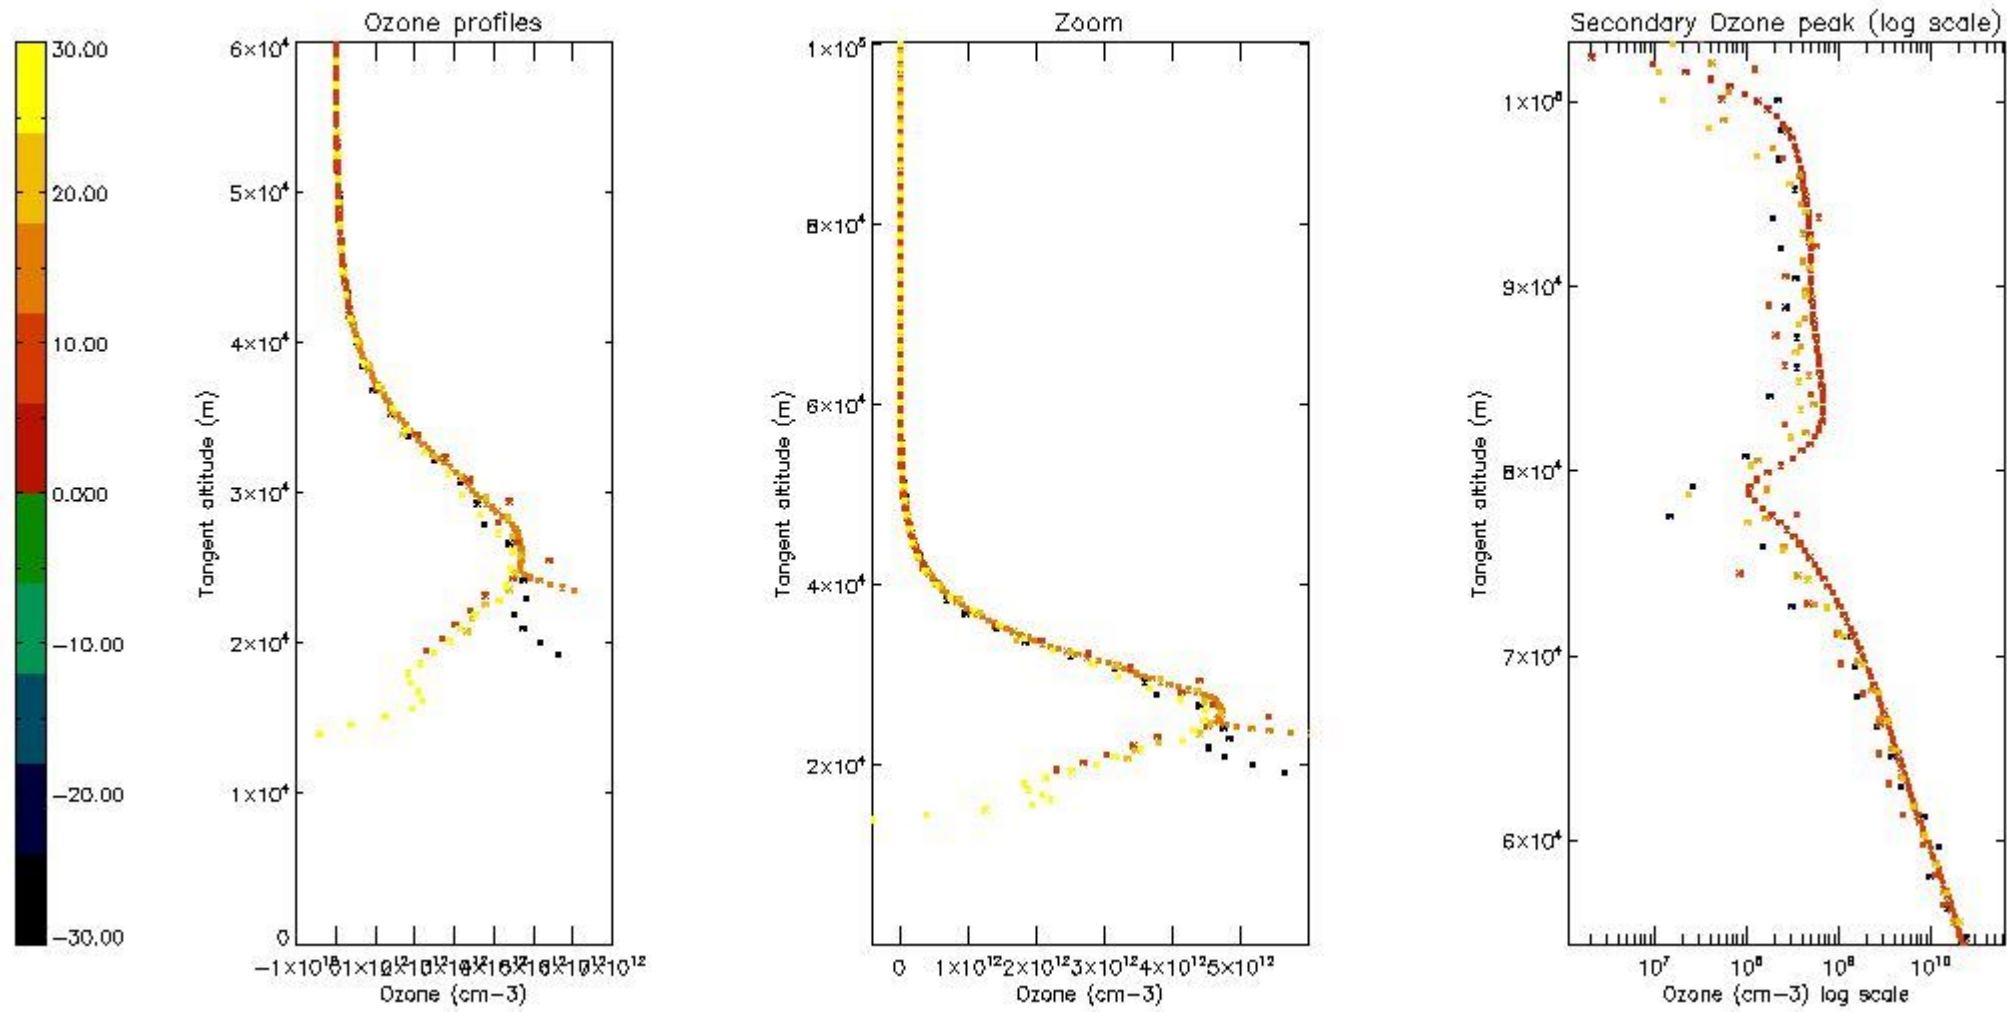 Ozone profiles
Zoom
Secondary Ozone peak (log scale)
30.00
20.00
10.00
−10.00
−20.00
−30.00
6×10⁴
5×10⁴
4×10⁴
3×10⁴
2×10⁴
1×10⁴
0
Tangent altitude (m)
Ozone (cm−3)
1×10⁵
8×10⁴
6×10⁴
4×10⁴
2×10⁴
Tangent altitude (m)
0 1×10¹² 2×10¹² 3×10¹² 4×10¹² 5×10¹²
Ozone (cm−3)
9×10⁴
8×10⁴
7×10⁴
6×10⁴
Tangent altitude (m)
10⁷ 10⁸ 10⁹ 10¹⁰
Ozone (cm−3) log scale